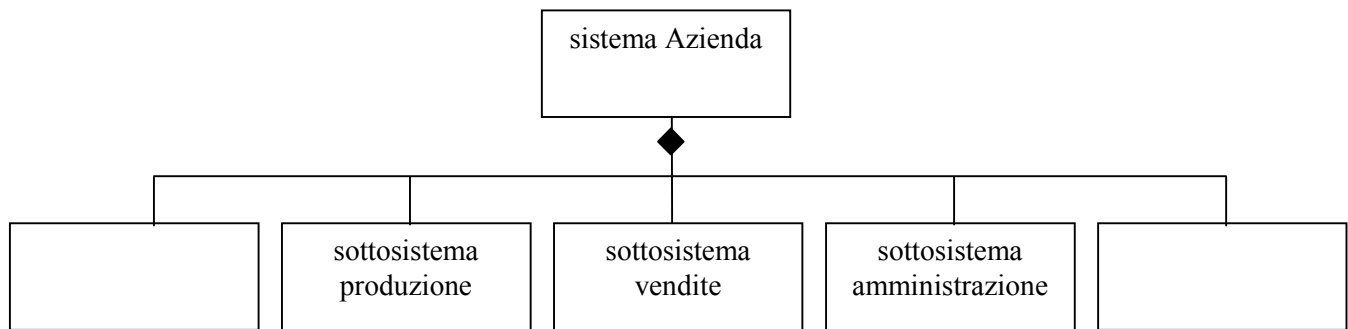 sistema Azienda
sottosistema
produzione
sottosistema
vendite
sottosistema
amministrazione